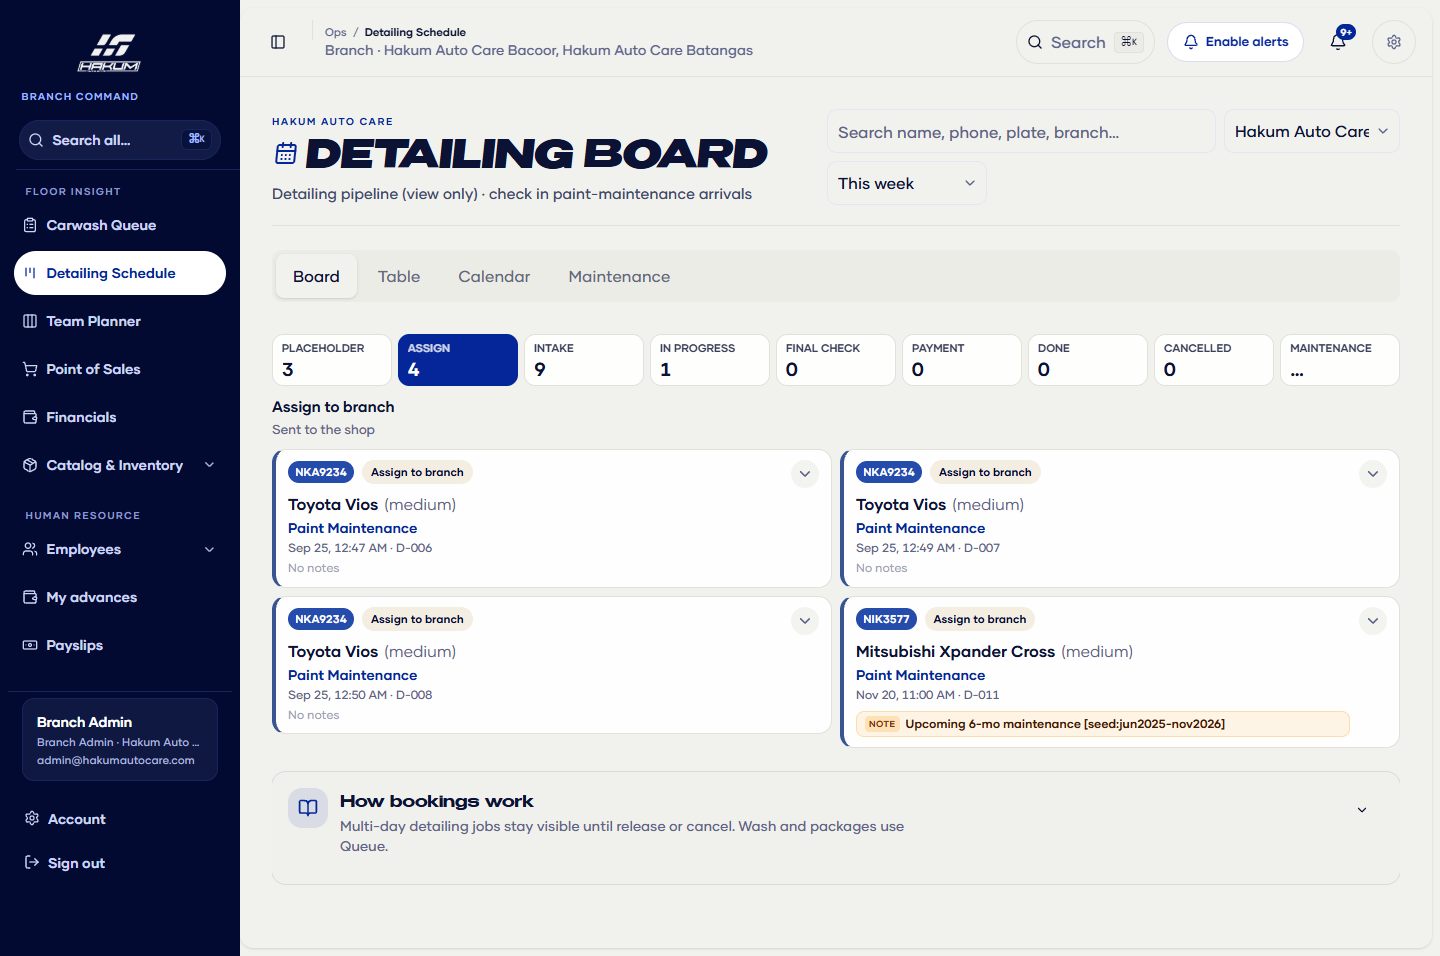 HAKUM
BRANCH COMMAND
Search all...
⌘K
FLOOR INSIGHT
Carwash Queue
Detailing Schedule
Team Planner
Point of Sales
Financials
Catalog & Inventory
HUMAN RESOURCE
Employees
My advances
Payslips
Branch Admin
Branch Admin · Hakum Auto ...
admin@hakumautocare.com
Account
Sign out
Ops / Detailing Schedule
Branch · Hakum Auto Care Bacoor, Hakum Auto Care Batangas
Search ⌘K
Enable alerts
9+
HAKUM AUTO CARE
DETAILING BOARD
Detailing pipeline (view only) · check in paint-maintenance arrivals
Search name, phone, plate, branch...
Hakum Auto Care
This week
Board Table Calendar Maintenance
PLACEHOLDER
3
ASSIGN
4
INTAKE
9
IN PROGRESS
1
FINAL CHECK
0
PAYMENT
0
DONE
0
CANCELLED
0
MAINTENANCE
...
Assign to branch
Sent to the shop
NKA9234 Assign to branch
Toyota Vios (medium)
Paint Maintenance
Sep 25, 12:47 AM · D-006
No notes
NKA9234 Assign to branch
Toyota Vios (medium)
Paint Maintenance
Sep 25, 12:49 AM · D-007
No notes
NKA9234 Assign to branch
Toyota Vios (medium)
Paint Maintenance
Sep 25, 12:50 AM · D-008
No notes
NIK3577 Assign to branch
Mitsubishi Xpander Cross (medium)
Paint Maintenance
Nov 20, 11:00 AM · D-011
NOTE Upcoming 6-mo maintenance [seed:jun2025-nov2026]
How bookings work
Multi-day detailing jobs stay visible until release or cancel. Wash and packages use
Queue.